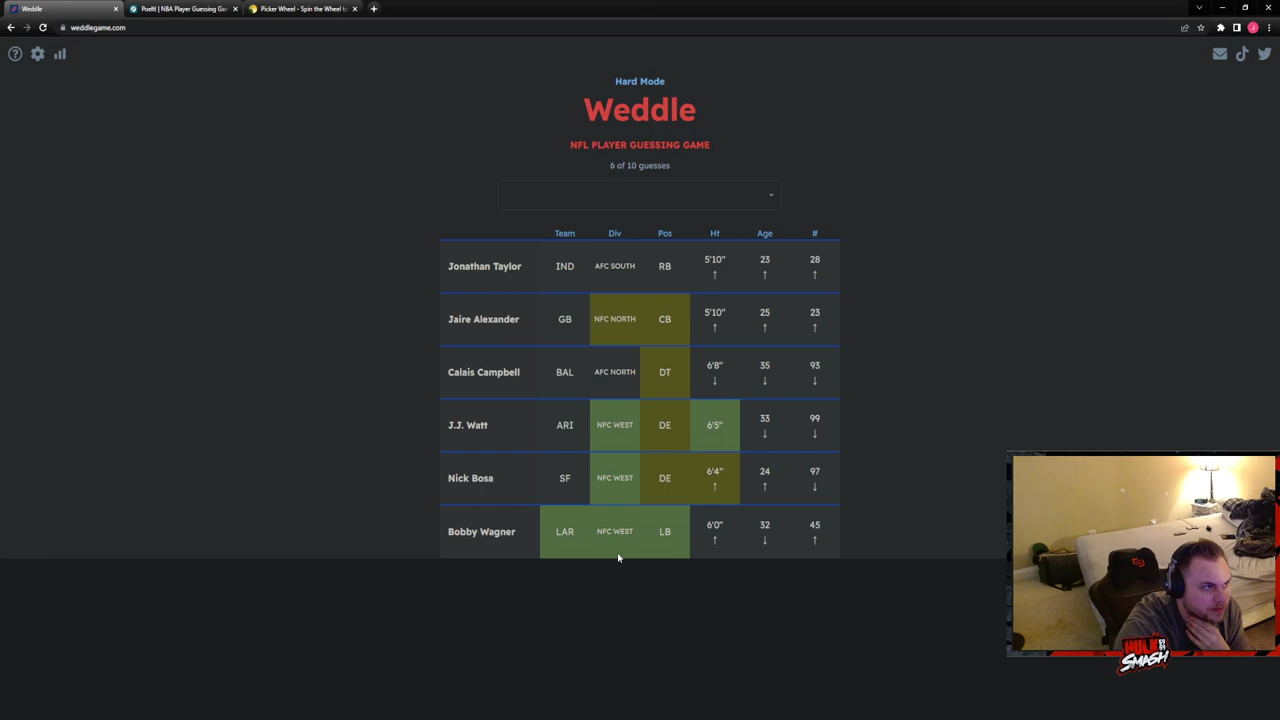 Weddle
Poeltl | NBA Player Guessing Ga
Picker Wheel - Spin the Wheel to
weddlegame.com
Hard Mode
Weddle
NFL PLAYER GUESSING GAME
6 of 10 guesses
Team Div Pos Ht Age #
Jonathan Taylor IND AFC SOUTH RB 5'10" ↑ 23 ↑ 28 ↑
Jaire Alexander GB NFC NORTH CB 5'10" ↑ 25 ↑ 23 ↑
Calais Campbell BAL AFC NORTH DT 6'8" ↓ 35 ↓ 93 ↓
J.J. Watt ARI NFC WEST DE 6'5" 33 ↓ 99 ↓
Nick Bosa SF NFC WEST DE 6'4" ↑ 24 ↑ 97 ↓
Bobby Wagner LAR NFC WEST LB 6'0" ↑ 32 ↓ 45 ↑
HULK
SMASH